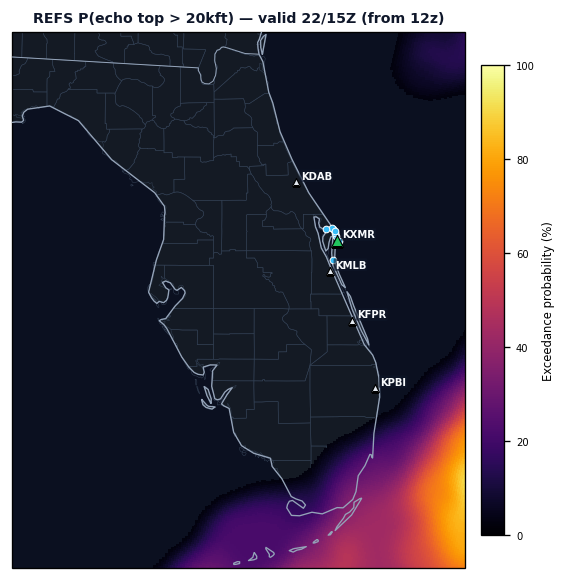 REFS P(echo top > 20kft) — valid 22/15Z (from 12z)
KDAB
KXMR
KMLB
KFPR
KPBI
100
80
60
40
20
0
Exceedance probability (%)